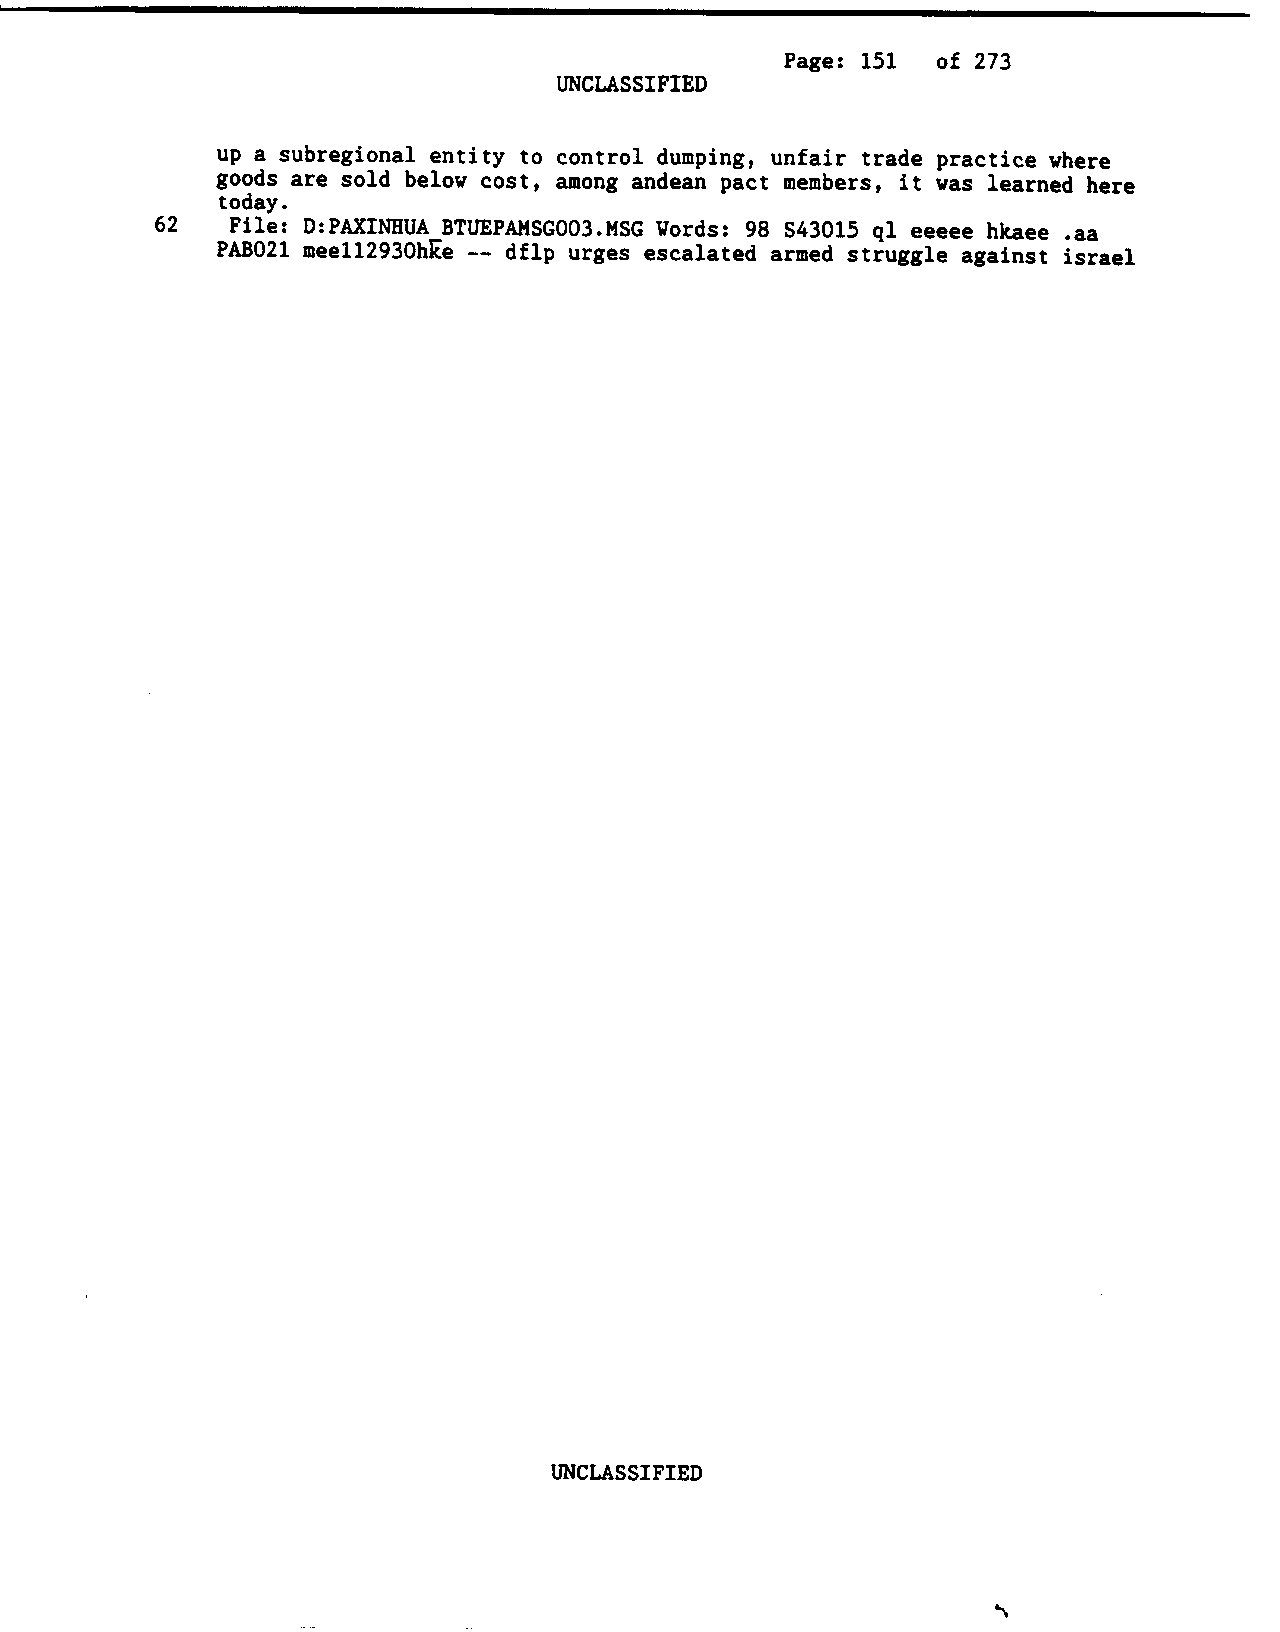 Page: 151 of 273
UNCLASSIFIED
up a subregional entity to control dumping, unfair trade practice where
goods are sold below cost, among andean pact members, it was learned here
today.
62 File: D:PAXINHUA_BTUEPAMSG003.MSG Words: 98 S43015 ql eeeee hkaee .aa
PAB021 mee112930hke -- dflp urges escalated armed struggle against israel
UNCLASSIFIED